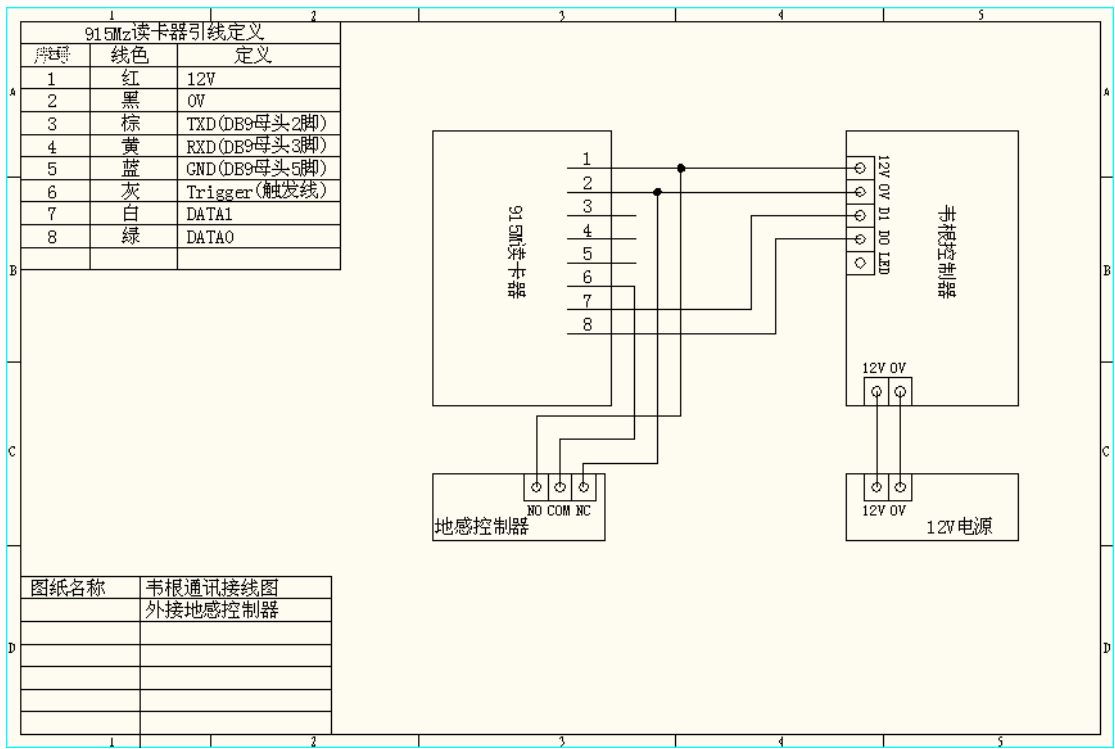 1 2 3 4 5
915Mz读卡器引线定义
线色 定义
1 红 12V
2 黑 0V
3 棕 TXD(DB9母头2脚)
4 黄 RXD(DB9母头3脚)
5 蓝 GND(DB9母头5脚)
6 灰 Trigger(触发线)
7 白 DATA1
8 绿 DATA0
A
B
C
D
915M读卡器
1
2
3
4
5
6
7
8
12V 0V D1 D0 LED
韦根控制器
12V 0V
A
B
C
D
NO COM NC
地感控制器
12V 0V
12V电源
图纸名称 韦根通讯接线图
外接地感控制器
1 2 3 4 5